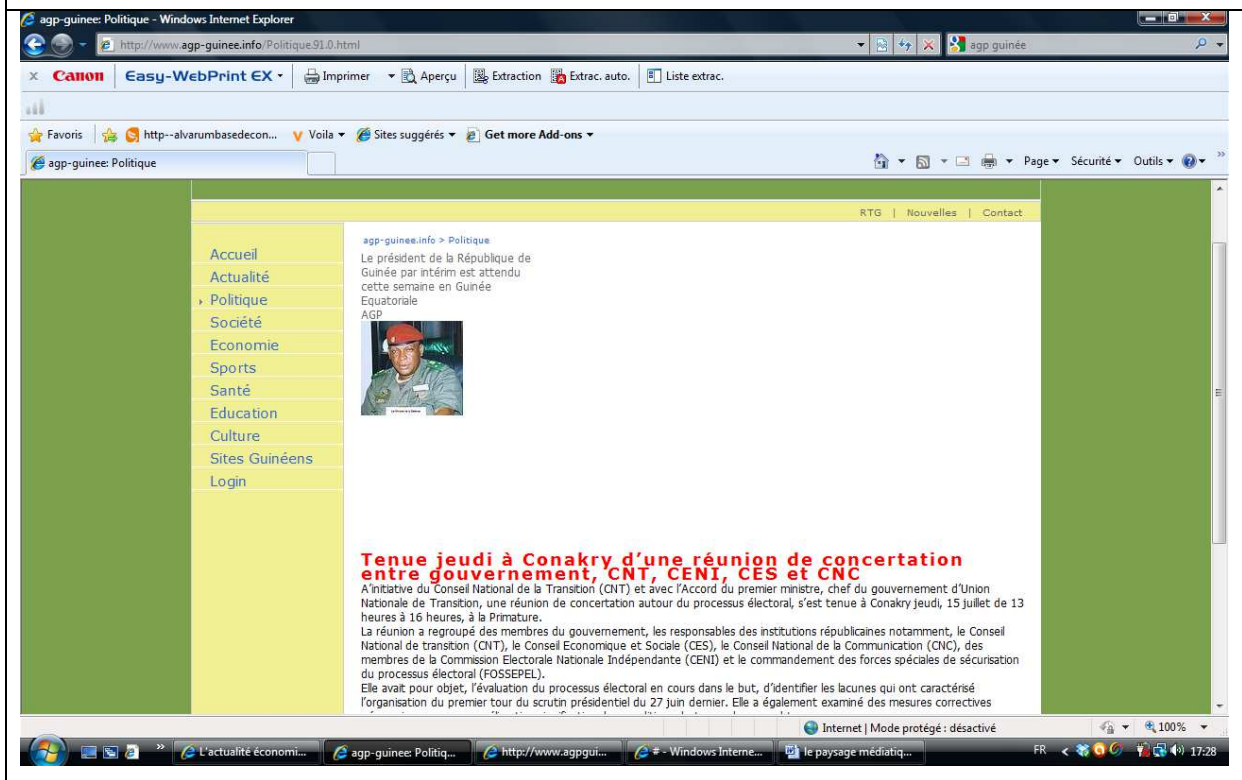 agp-guinee: Politique - Windows Internet Explorer
http://www.agp-guinee.info/Politique.91.0.html
agp guinée
x Canon Easy-WebPrint EX Imprimer Aperçu Extraction Extrac. auto. Liste extrac.
Favoris http--alvarumbasedecon... Voila Sites suggérés Get more Add-ons
agp-guinee: Politique
Page Sécurité Outils
RTG | Nouvelles | Contact
Accueil
Actualité
Politique
Société
Economie
Sports
Santé
Education
Culture
Sites Guinéens
Login
agp-guinee.info > Politique
Le président de la République de
Guinée par intérim est attendu
cette semaine en Guinée
Equatoriale
AGP
Tenue jeudi à Conakry d'une réunion de concertation
entre gouvernement, CNT, CENI, CES et CNC
A'initiative du Conseil National de la Transition (CNT) et avec l'Accord du premier ministre, chef du gouvernement d'Union
Nationale de Transition, une réunion de concertation autour du processus électoral, s'est tenue à Conakry jeudi, 15 juillet de 13
heures à 16 heures, à la Primature.
La réunion a regroupé des membres du gouvernement, les responsables des institutions républicaines notamment, le Conseil
National de transition (CNT), le Conseil Economique et Sociale (CES), le Conseil National de la Communication (CNC), des
membres de la Commission Electorale Nationale Indépendante (CENI) et le commandement des forces spéciales de sécurisation
du processus électoral (FOSSEPEL).
Elle avait pour objet, l'évaluation du processus électoral en cours dans le but, d'identifier les lacunes qui ont caractérisé
l'organisation du premier tour du scrutin présidentiel du 27 juin dernier. Elle a également examiné des mesures correctives
Internet | Mode protégé : désactivé
100%
L'actualité économi... agp-guinee: Politiq... http://www.agpgui... # - Windows Interne... le paysage médiatiq...
FR
17:28